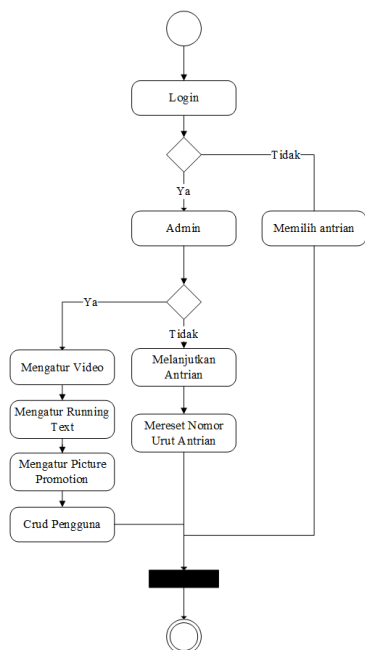 Login
Tidak
Ya
Admin
Memilih antrian
Ya
Tidak
Mengatur Video
Melanjutkan
Antrian
Mengatur Running
Text
Mereset Nomor
Urut Antrian
Mengatur Picture
Promotion
Crud Pengguna